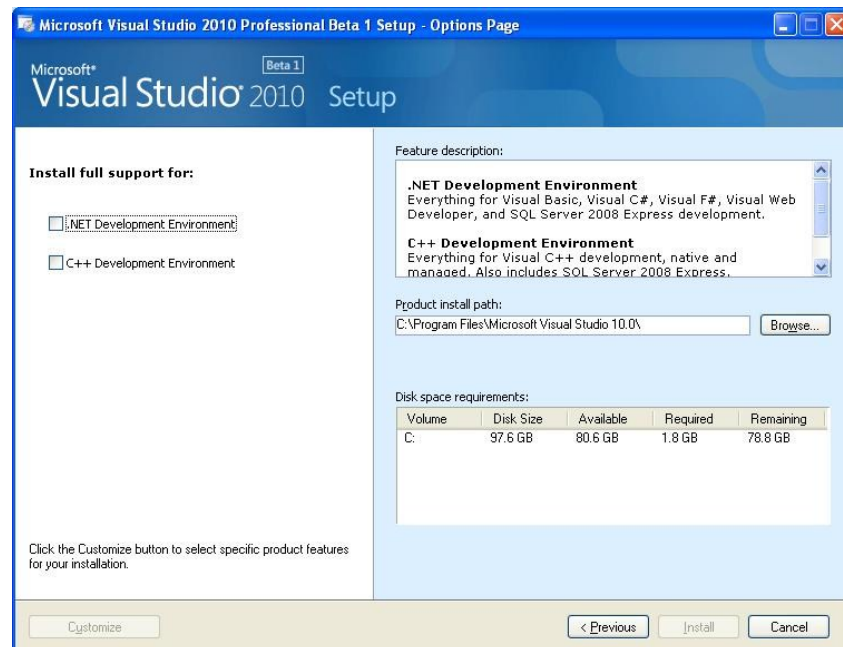 Microsoft Visual Studio 2010 Professional Beta 1 Setup - Options Page
Microsoft®
Visual Studio® 2010 Beta 1 Setup
Install full support for:
.NET Development Environment
C++ Development Environment
Click the Customize button to select specific product features
for your installation.
Feature description:
.NET Development Environment
Everything for Visual Basic, Visual C#, Visual F#, Visual Web
Developer, and SQL Server 2008 Express development.
C++ Development Environment
Everything for Visual C++ development, native and
managed. Also includes SQL Server 2008 Express.
Product install path:
C:\Program Files\Microsoft Visual Studio 10.0\
Browse...
Disk space requirements:
Volume Disk Size Available Required Remaining
C: 97.6 GB 80.6 GB 1.8 GB 78.8 GB
Customize
< Previous
Install
Cancel